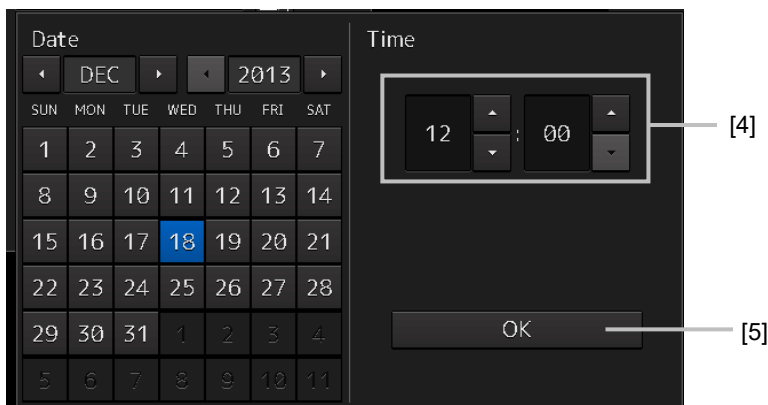 Date
DEC 2013
SUN MON TUE WED THU FRI SAT
1 2 3 4 5 6 7
8 9 10 11 12 13 14
15 16 17 18 19 20 21
22 23 24 25 26 27 28
29 30 31 1 2 3 4
5 6 7 8 9 10 11
Time
12 : 00
[4]
OK
[5]